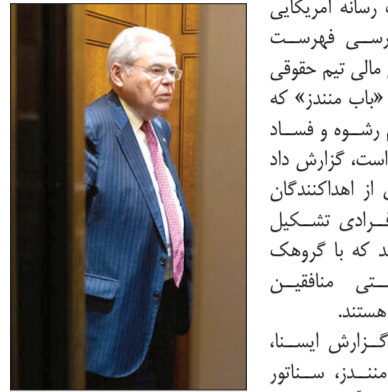 رسانه آمریکایی
رسی فهرست
مالی تیم حقوقی
«باب منندز» که
رشوه و فساد
است، گزارش داد
از اهداکنندگان
فرادی تشکیل
که با گروهک
ستی منافقین
هستند.
گزارش ایسنا،
منندز، سناتور